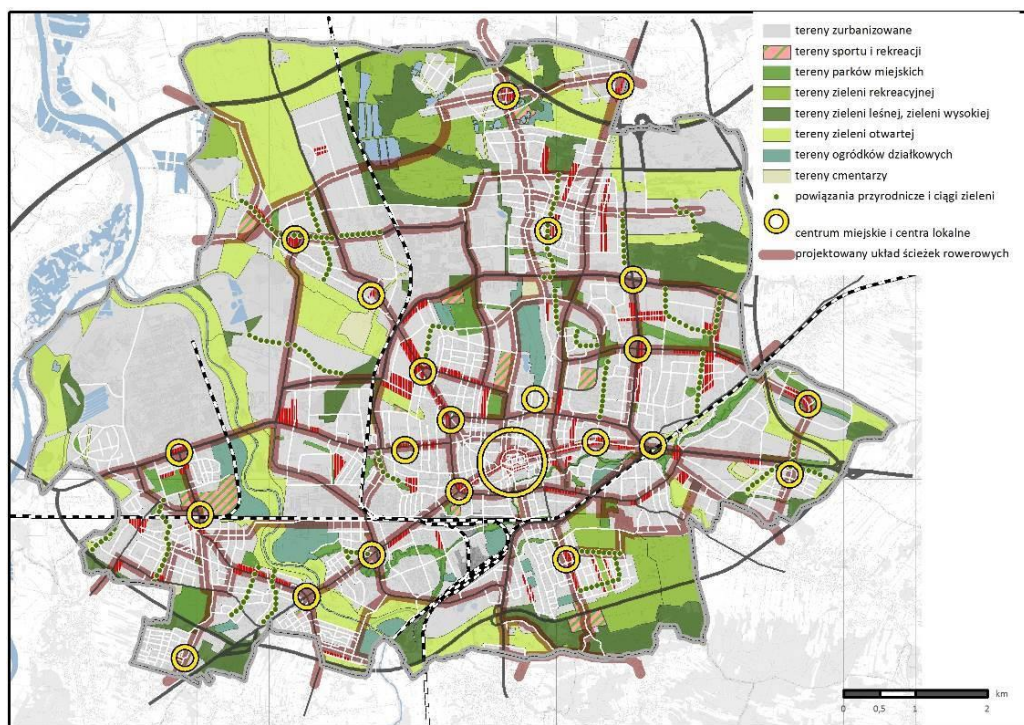 tereny zurbanizowane
tereny sportu i rekreacji
tereny parków miejskich
tereny zieleni rekreacyjnej
tereny zieleni leśnej, zieleni wysokiej
tereny zieleni otwartej
tereny ogródków działkowych
tereny cmentarzy
powiązania przyrodnicze i ciągi zieleni
centrum miejskie i centra lokalne
projektowany układ ścieżek rowerowych
km
0 0,5 1 2